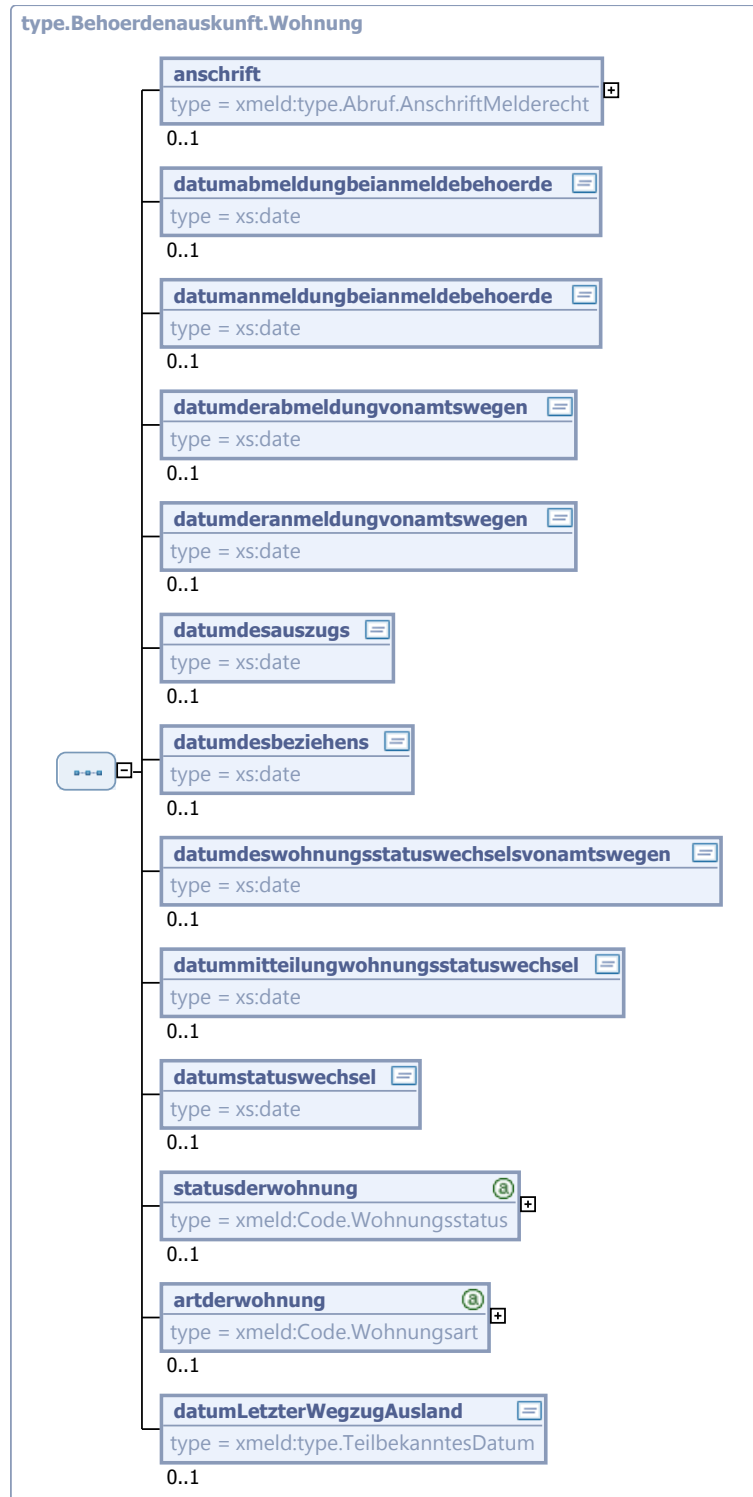 type.Behoerdenauskunft.Wohnung
anschrift
type = xmeld:type.Abruf.AnschriftMelderecht
0..1
datumabmeldungbeianmeldebehoerde
type = xs:date
0..1
datumanmeldungbeianmeldebehoerde
type = xs:date
0..1
datumderabmeldungvonamtswegen
type = xs:date
0..1
datumderanmeldungvonamtswegen
type = xs:date
0..1
datumdesauszugs
type = xs:date
0..1
datumdesbeziehens
type = xs:date
0..1
datumdeswohnungsstatuswechselsvonamtswegen
type = xs:date
0..1
datummitteilungwohnungsstatuswechsel
type = xs:date
0..1
datumstatuswechsel
type = xs:date
0..1
statusderwohnung
type = xmeld:Code.Wohnungsstatus
0..1
artderwohnung
type = xmeld:Code.Wohnungsart
0..1
datumLetzterWegzugAusland
type = xmeld:type.TeilbekanntesDatum
0..1